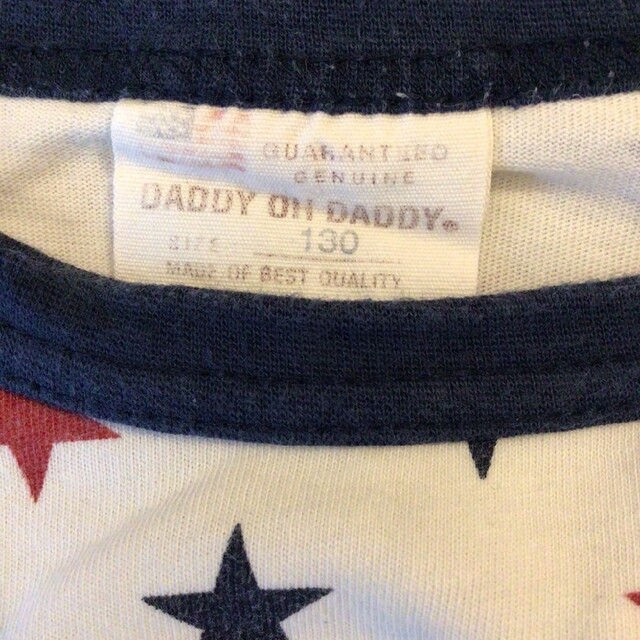 GUARANTEED
GENUINE
DADDY OH DADDY®
SIZE 130
MADE OF BEST QUALITY